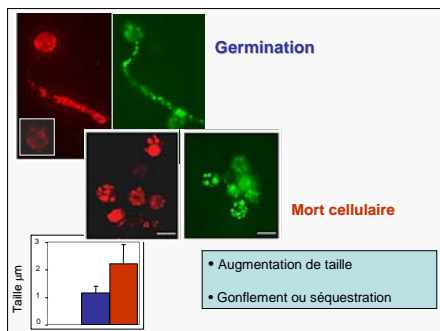 Germination
Mort cellulaire
3
2
1
0
Taille µm
• Augmentation de taille
• Gonflement ou séquestration